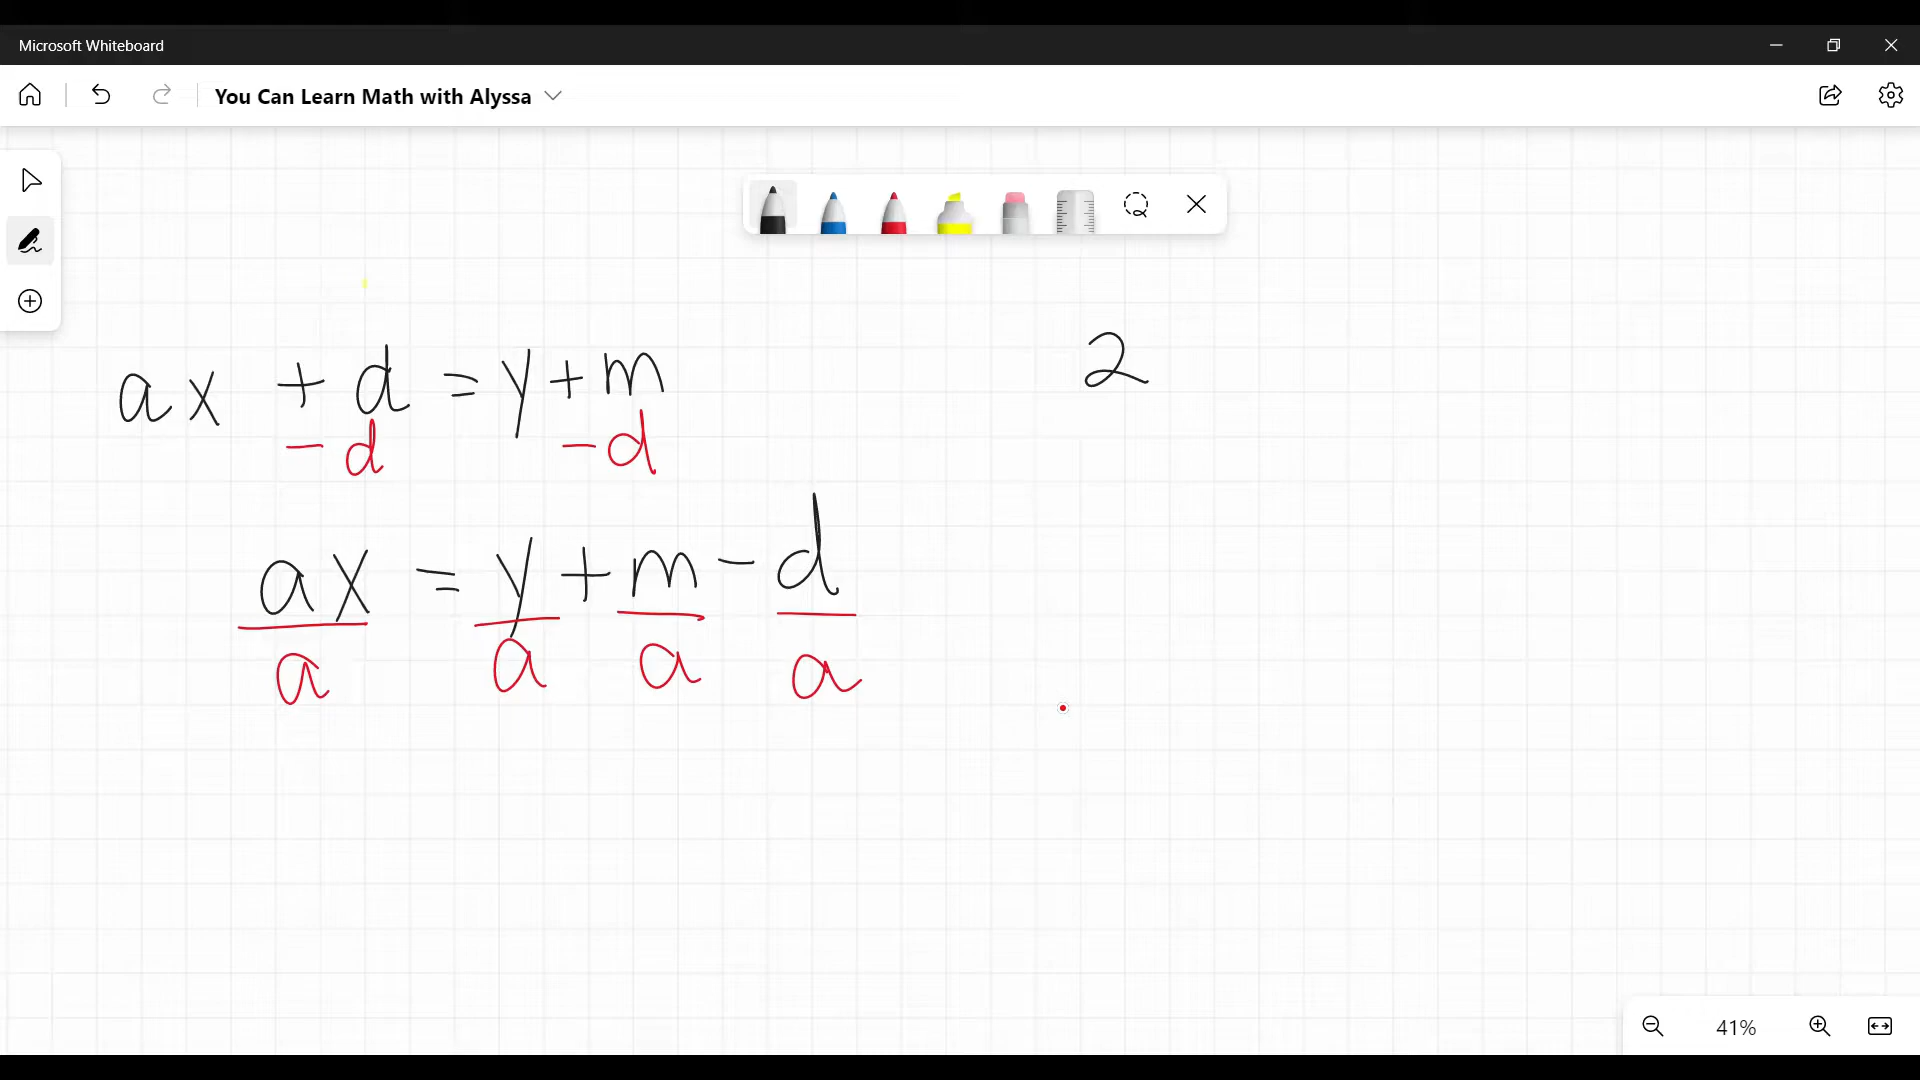 Microsoft Whiteboard
You Can Learn Math with Alyssa
ax + d = y + m
- d - d
2
ax = y + m - d
a a a a
41%